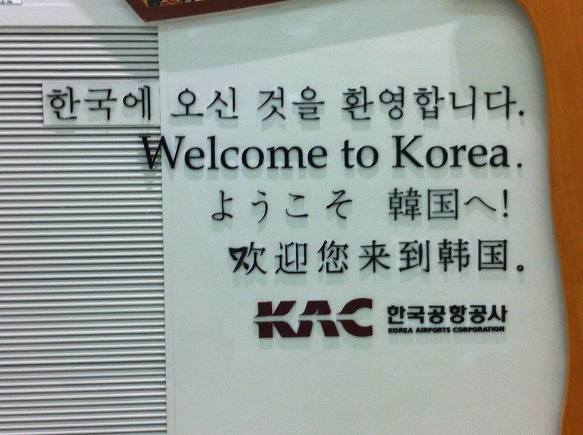 한국에 오신 것을 환영합니다.
Welcome to Korea.
ようこそ 韓国へ!
欢迎您来到韩国。
KAC 한국공항공사
KOREA AIRPORTS CORPORATION